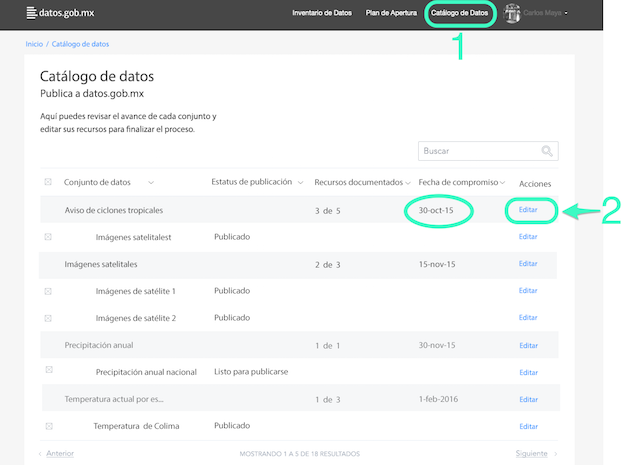 datos.gob.mx
Inventario de Datos Plan de Apertura Catálogo de Datos Carlos Maya
1
Inicio / Catálogo de datos
Catálogo de datos
Publica a datos.gob.mx
Aquí puedes revisar el avance de cada conjunto y
editar sus recursos para finalizar el proceso.
Buscar
Conjunto de datos Estatus de publicación Recursos documentados Fecha de compromiso Acciones
Aviso de ciclones tropicales 3 de 5 30-oct-15 Editar
2
Imágenes satelitalest Publicado Editar
Imágenes satelitales 2 de 3 15-nov-15 Editar
Imágenes de satélite 1 Publicado Editar
Imágenes de satélite 2 Publicado Editar
Precipitación anual 1 de 1 30-nov-15 Editar
Precipitación anual nacional Listo para publicarse Editar
Temperatura actual por es... 1 de 3 1-feb-2016 Editar
Temperatura de Colima Publicado Editar
‹ Anterior MOSTRANDO 1 A 5 DE 18 RESULTADOS Siguiente ›